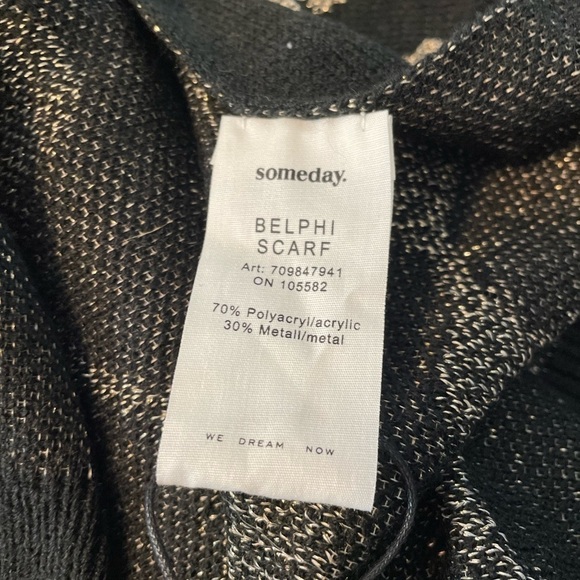 someday.
BELPHI
SCARF
Art: 709847941
ON 105582
70% Polyacryl/acrylic
30% Metall/metal
WE DREAM NOW